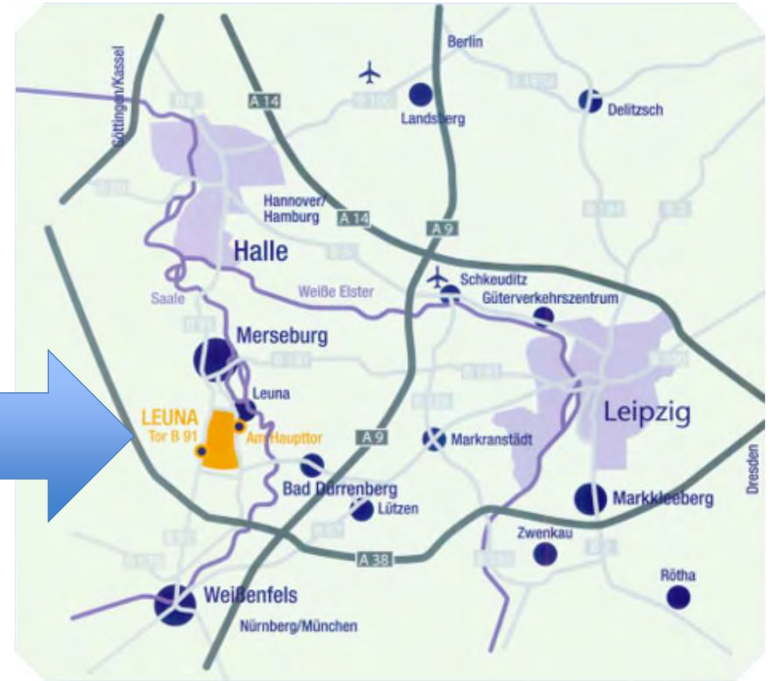 Göttingen/Kassel
Berlin
A 14
Landsberg
Delitzsch
Hannover/
Hamburg
A 14
A 9
Halle
Schkeuditz
Saale
Weiße Elster
Güterverkehrszentrum
Merseburg
Leuna
LEUNA
Tor B 91
Am Haupttor
A 9
Markranstädt
Leipzig
Dresden
Bad Dürrenberg
Lützen
Markkleeberg
Zwenkau
A 38
Rötha
Weißenfels
Nürnberg/München